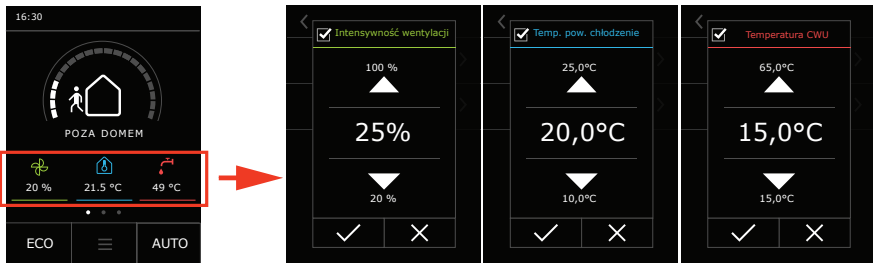 16:30
POZA DOMEM
20 %
21.5 °C
49 °C
ECO
AUTO
Intensywność wentylacji
100 %
25%
20 %
Temp. pow. chłodzenie
25,0°C
20,0°C
10,0°C
Temperatura CWU
65,0°C
15,0°C
15,0°C